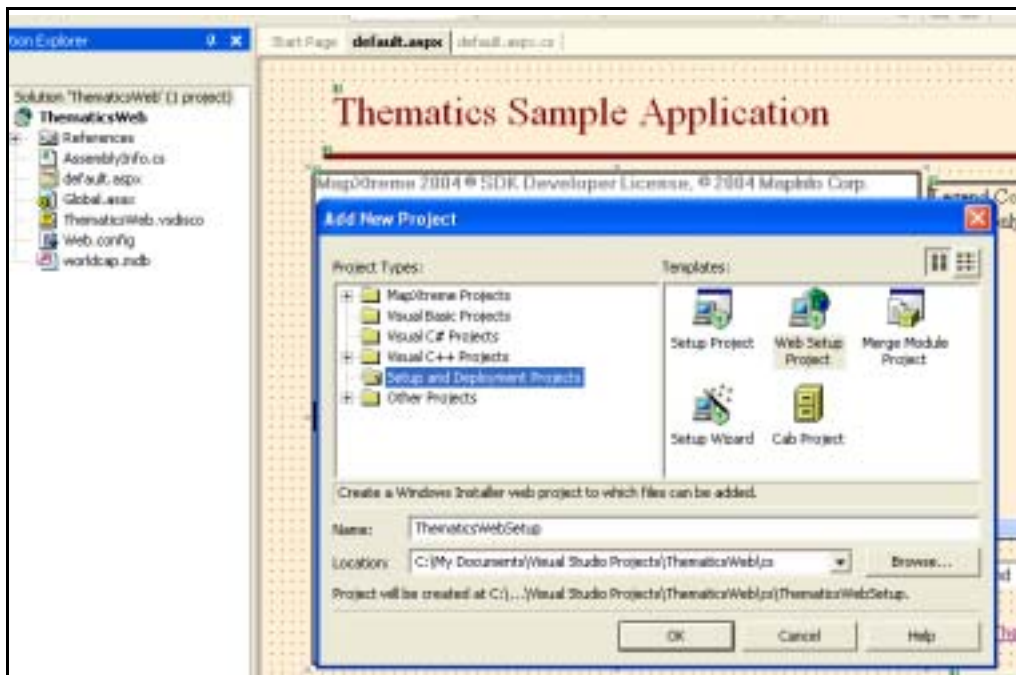 tion Explorer
Start Page default.aspx default.aspx.cs
Solution 'ThematicsWeb' (1 project)
ThematicsWeb
References
AssemblyInfo.cs
default.aspx
Global.asax
ThematicsWeb.vsdisco
Web.config
worldcap.mdb
Thematics Sample Application
MapXtreme 2004 ® SDK Developer License, © 2004 MapInfo Corp.
Legend Co
Add New Project
Project Types:
Templates:
MapXtreme Projects
Visual Basic Projects
Visual C# Projects
Visual C++ Projects
Setup and Deployment Projects
Other Projects
Setup Project
Web Setup Project
Merge Module Project
Setup Wizard
Cab Project
Create a Windows Installer web project to which files can be added.
Name: ThematicsWebSetup
Location: C:\My Documents\Visual Studio Projects\ThematicsWeb\cs
Browse...
Project will be created at C:\...\Visual Studio Projects\ThematicsWeb\cs\ThematicsWebSetup.
OK Cancel Help